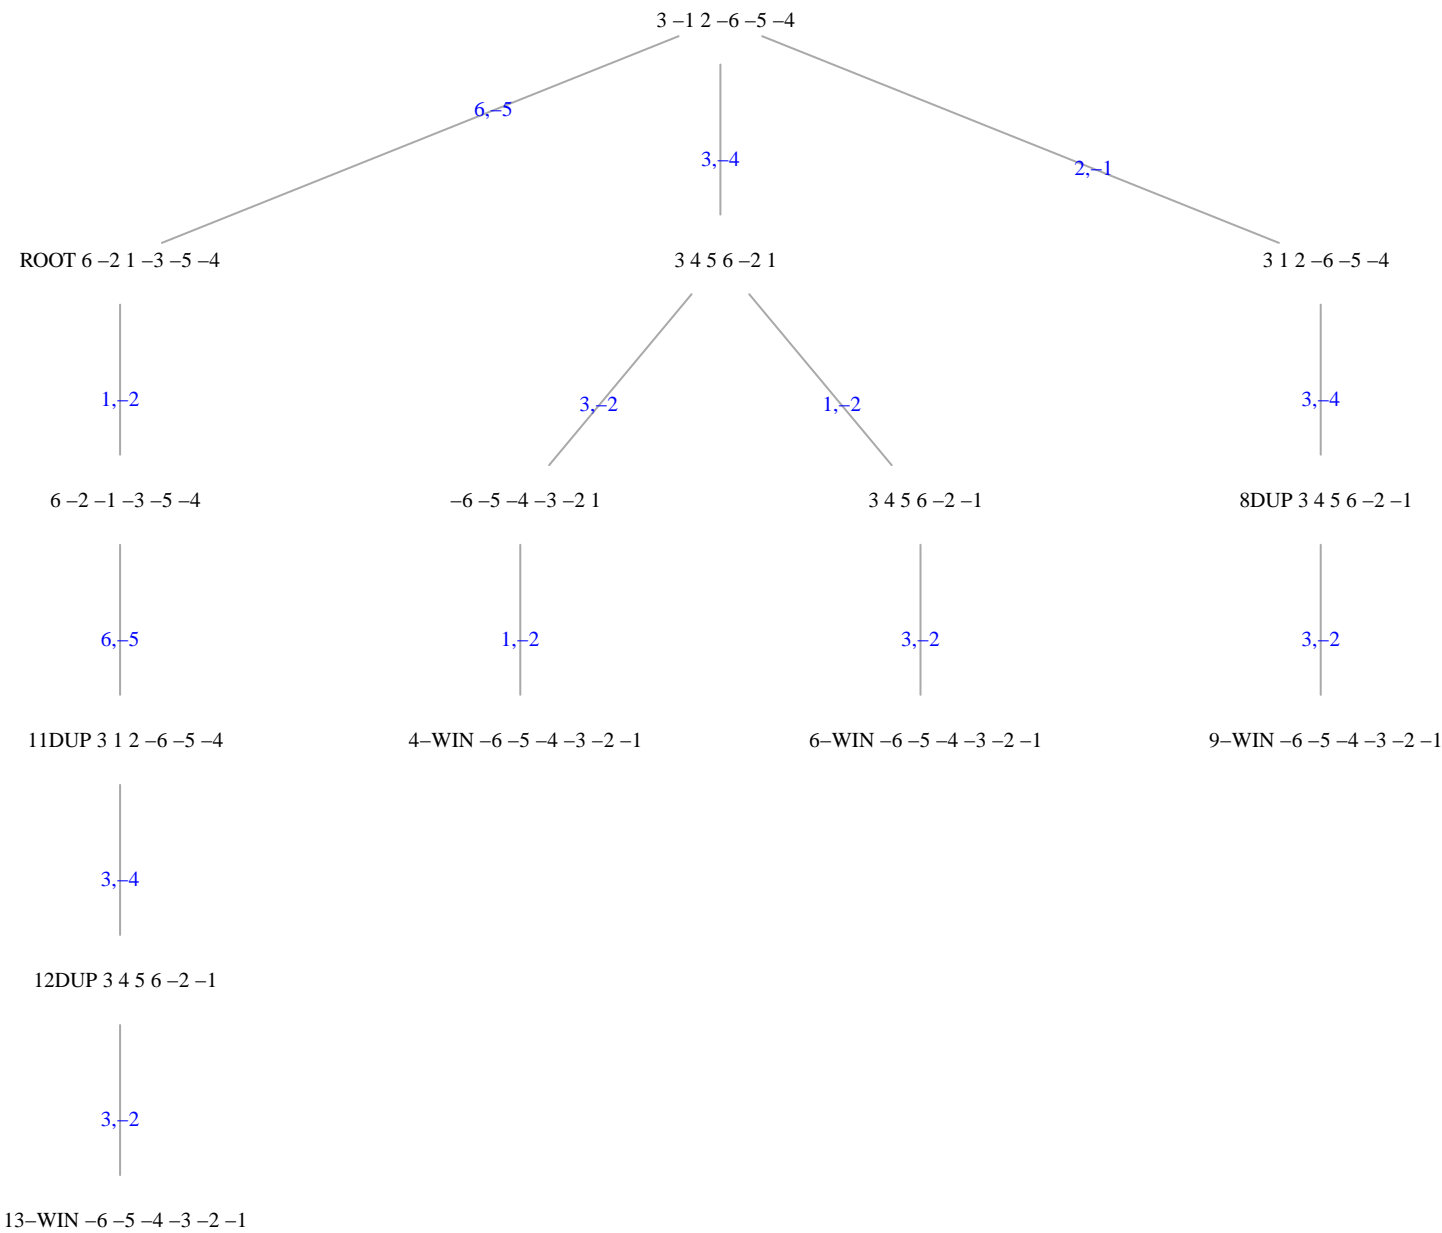 3 –1 2 –6 –5 –4
6,–5
3,–4
2,–1
ROOT 6 –2 1 –3 –5 –4
3 4 5 6 –2 1
3 1 2 –6 –5 –4
1,–2
3,–2
1,–2
3,–4
6 –2 –1 –3 –5 –4
–6 –5 –4 –3 –2 1
3 4 5 6 –2 –1
8DUP 3 4 5 6 –2 –1
6,–5
1,–2
3,–2
3,–2
11DUP 3 1 2 –6 –5 –4
4–WIN –6 –5 –4 –3 –2 –1
6–WIN –6 –5 –4 –3 –2 –1
9–WIN –6 –5 –4 –3 –2 –1
3,–4
12DUP 3 4 5 6 –2 –1
3,–2
13–WIN –6 –5 –4 –3 –2 –1